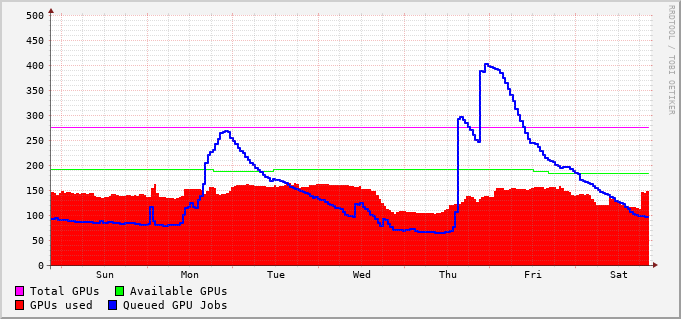 500
450
400
350
300
250
200
150
100
50
0
Sun Mon Tue Wed Thu Fri Sat
Total GPUs Available GPUs
GPUs used Queued GPU Jobs
RRDTOOL / TOBI OETIKER